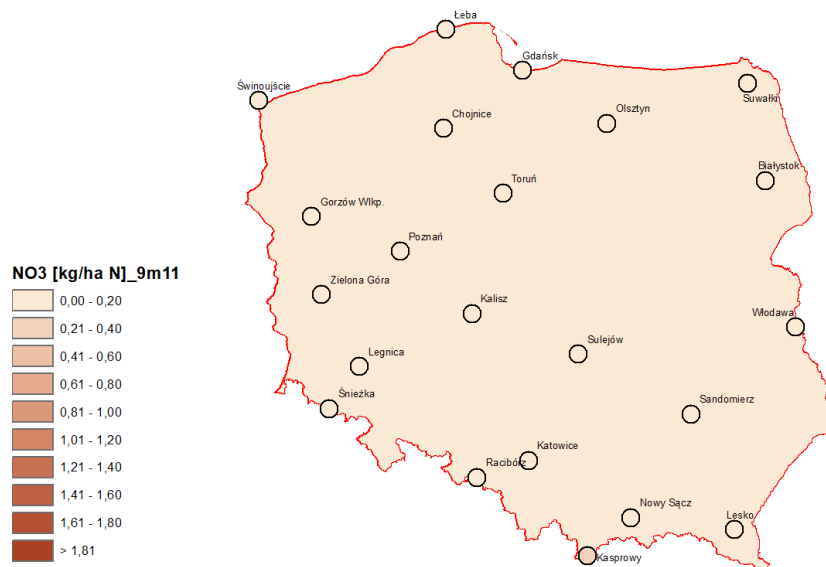 Łeba
Gdańsk
Świnoujście
Suwałki
Olsztyn
Chojnice
Białystok
Toruń
Gorzów Wlkp.
Poznań
NO3 [kg/ha N]_9m11
Zielona Góra
0,00 - 0,20
Kalisz
Włodawa
0,21 - 0,40
Sulejów
0,41 - 0,60
Legnica
0,61 - 0,80
Śnieżka
Sandomierz
0,81 - 1,00
1,01 - 1,20
Katowice
Racibórz
1,21 - 1,40
1,41 - 1,60
Nowy Sącz
Lesko
1,61 - 1,80
> 1,81
Kasprowy